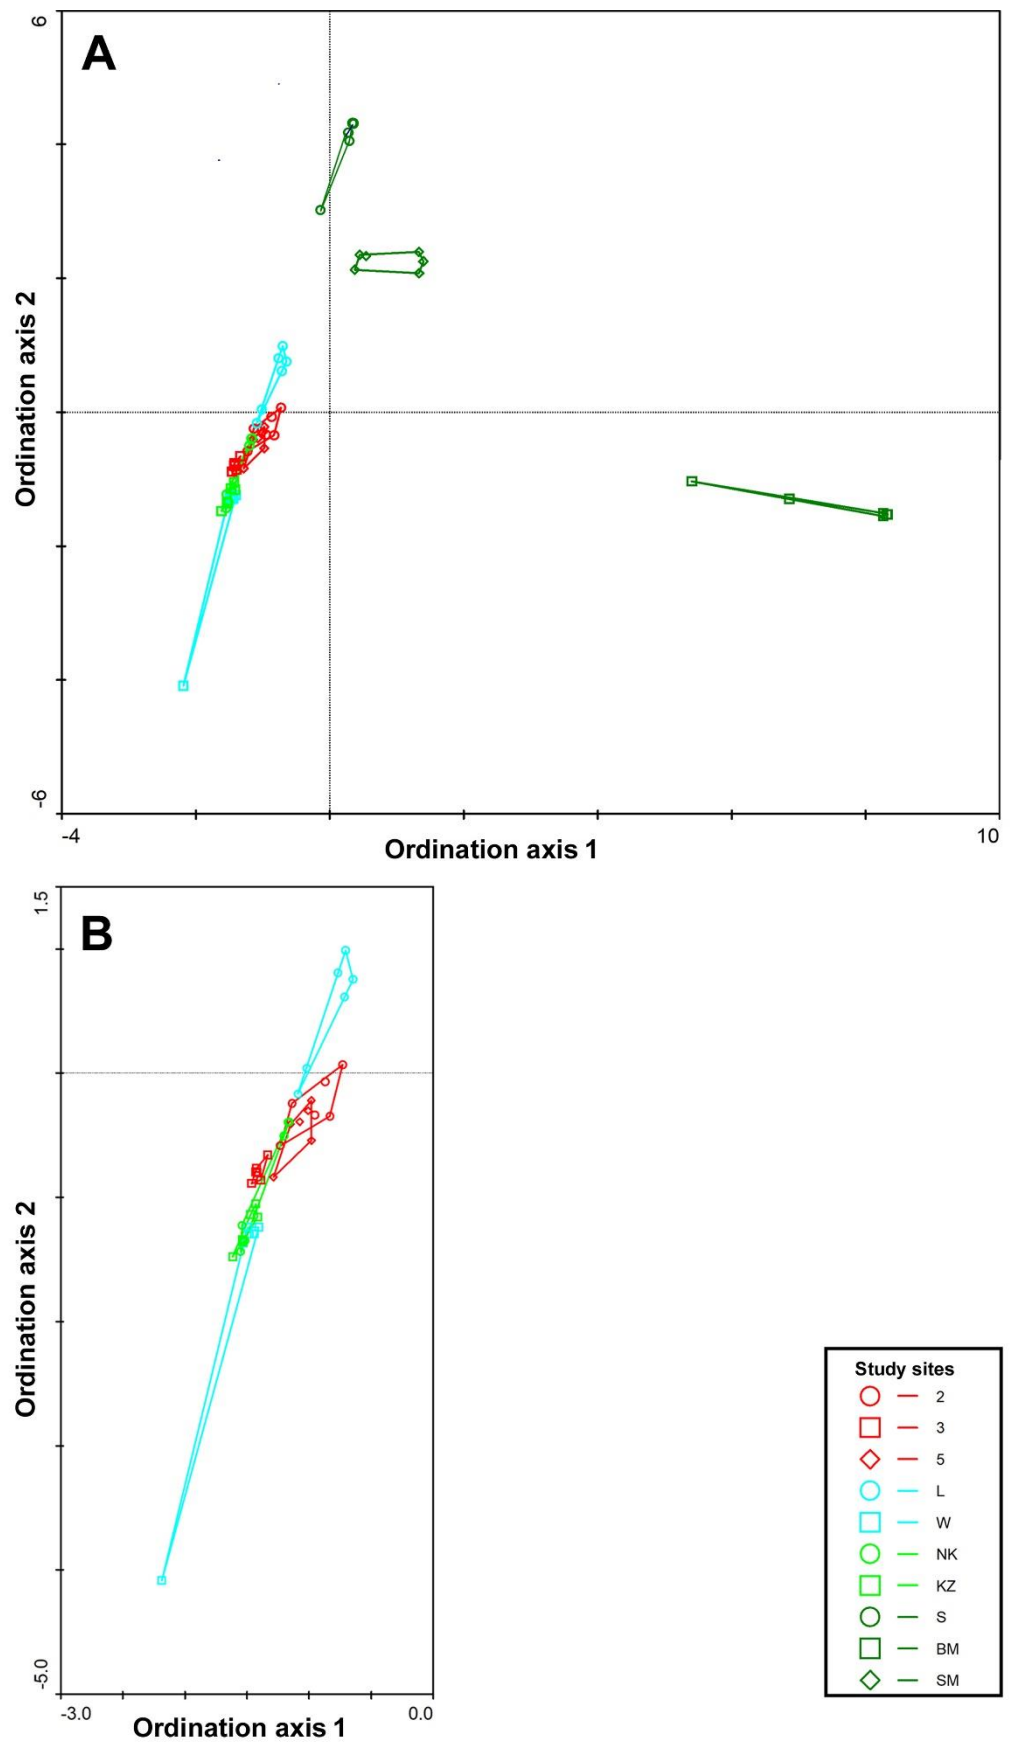 6
A
Ordination axis 2
-6
-4
10
Ordination axis 1
1.5
B
Ordination axis 2
-5.0
-3.0
0.0
Ordination axis 1
Study sites
2
3
5
L
W
NK
KZ
S
BM
SM